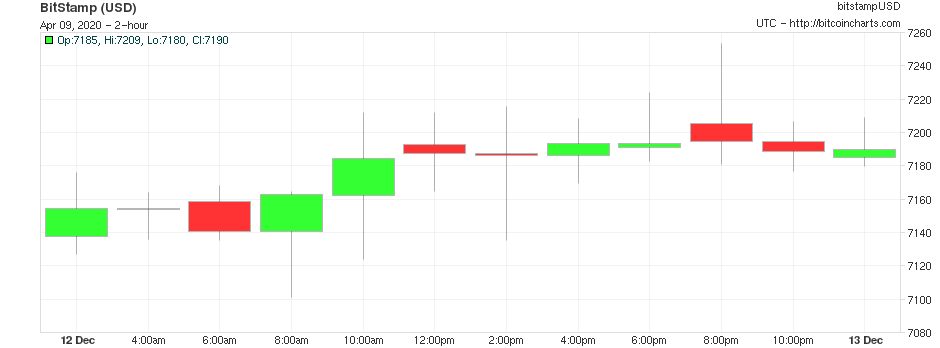 BitStamp (USD)
bitstampUSD
Apr 09, 2020 - 2-hour
UTC - http://bitcoincharts.com
Op:7185, Hi:7209, Lo:7180, Cl:7190
7260
7240
7220
7200
7180
7160
7140
7120
7100
7080
12 Dec 4:00am 6:00am 8:00am 10:00am 12:00pm 2:00pm 4:00pm 6:00pm 8:00pm 10:00pm 13 Dec